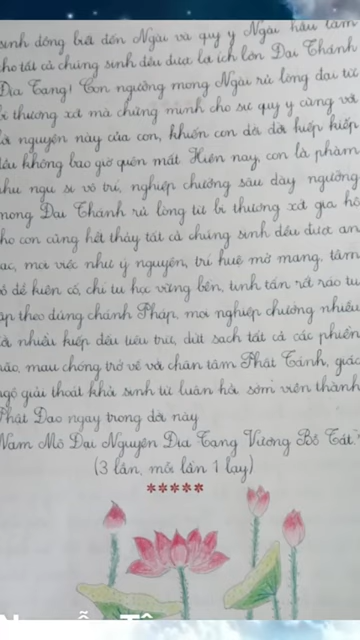 sinh đồng biết đến Ngài và quy y Ngài hầu làm
cho tất cả chúng sinh đều được lợi ích lớn Đại Thánh
Địa Tạng! Con ngưỡng mong Ngài rủ lòng đại từ
bi thương xót mà chứng minh cho sự quy y cùng với
lời nguyện này của con, khiến con đời đời kiếp kiếp
đều không bao giờ quên mất. Hiện nay, con là phàm
phu ngu si vô trí, nghiệp chướng sâu dày ngưỡng
mong Đại Thánh rủ lòng từ bi thương xót gia hộ
cho con cùng hết thảy tất cả chúng sinh đều được an
lạc, mọi việc như ý nguyện, trí huệ mở mang, tâm
bồ đề kiên cố, chí tu học vững bền, tinh tấn rất ráo tu
tập theo đúng chánh Pháp, mọi nghiệp chướng nhiều
đời nhiều kiếp đều tiêu trừ, dứt sạch tất cả các phiền
não, mau chóng trở về với chân tâm Phật Tánh, giác
ngộ giải thoát khỏi sinh tử luân hồi sớm viên thành
Phật Đạo ngay trong đời này
Nam Mô Đại Nguyện Địa Tạng Vương Bồ Tát "
(3 lần, mỗi lần 1 lạy)
*****